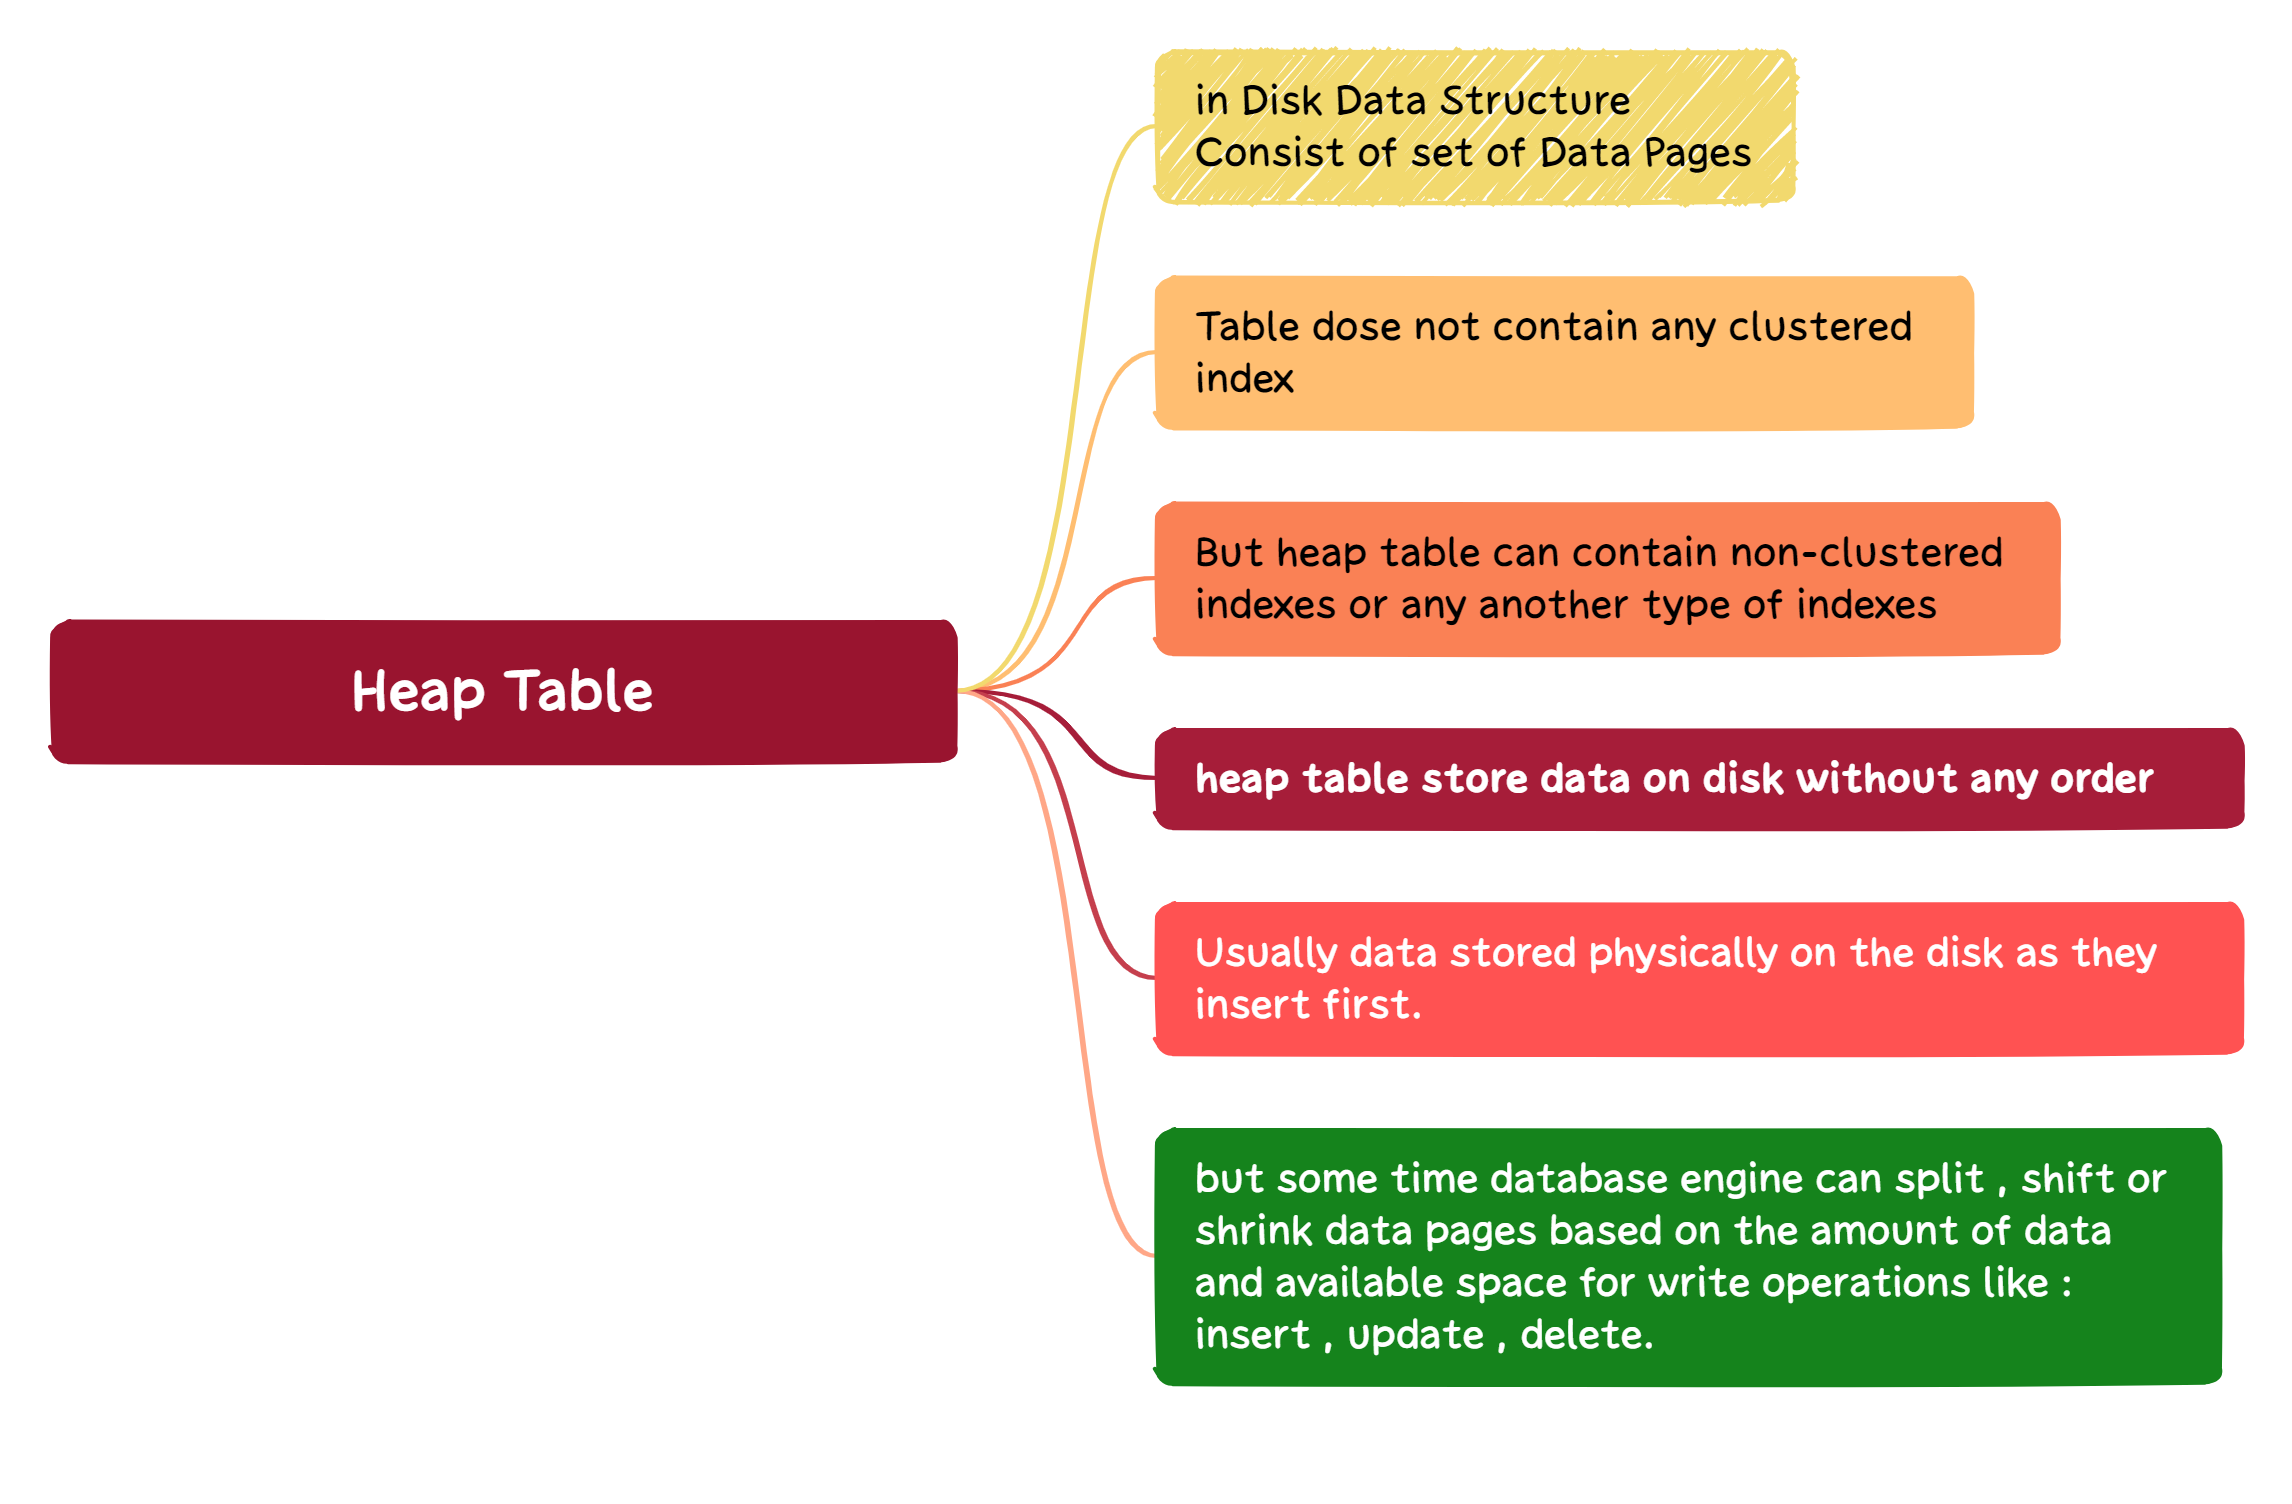 in Disk Data Structure
Consist of set of Data Pages
Table dose not contain any clustered
index
But heap table can contain non-clustered
indexes or any another type of indexes
Heap Table
heap table store data on disk without any order
Usually data stored physically on the disk as they
insert first.
but some time database engine can split , shift or
shrink data pages based on the amount of data
and available space for write operations like :
insert , update , delete.